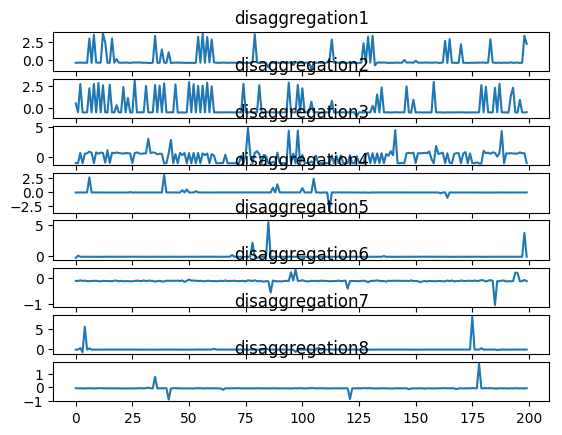 disaggregation1
2.5
0.0
disaggregation2
2.5
0.0
disaggregation3
5
0
disaggregation4
2.5
0.0
−2.5
disaggregation5
5
0
disaggregation6
0
−1
disaggregation7
5
0
disaggregation8
1
0
−1
0 25 50 75 100 125 150 175 200